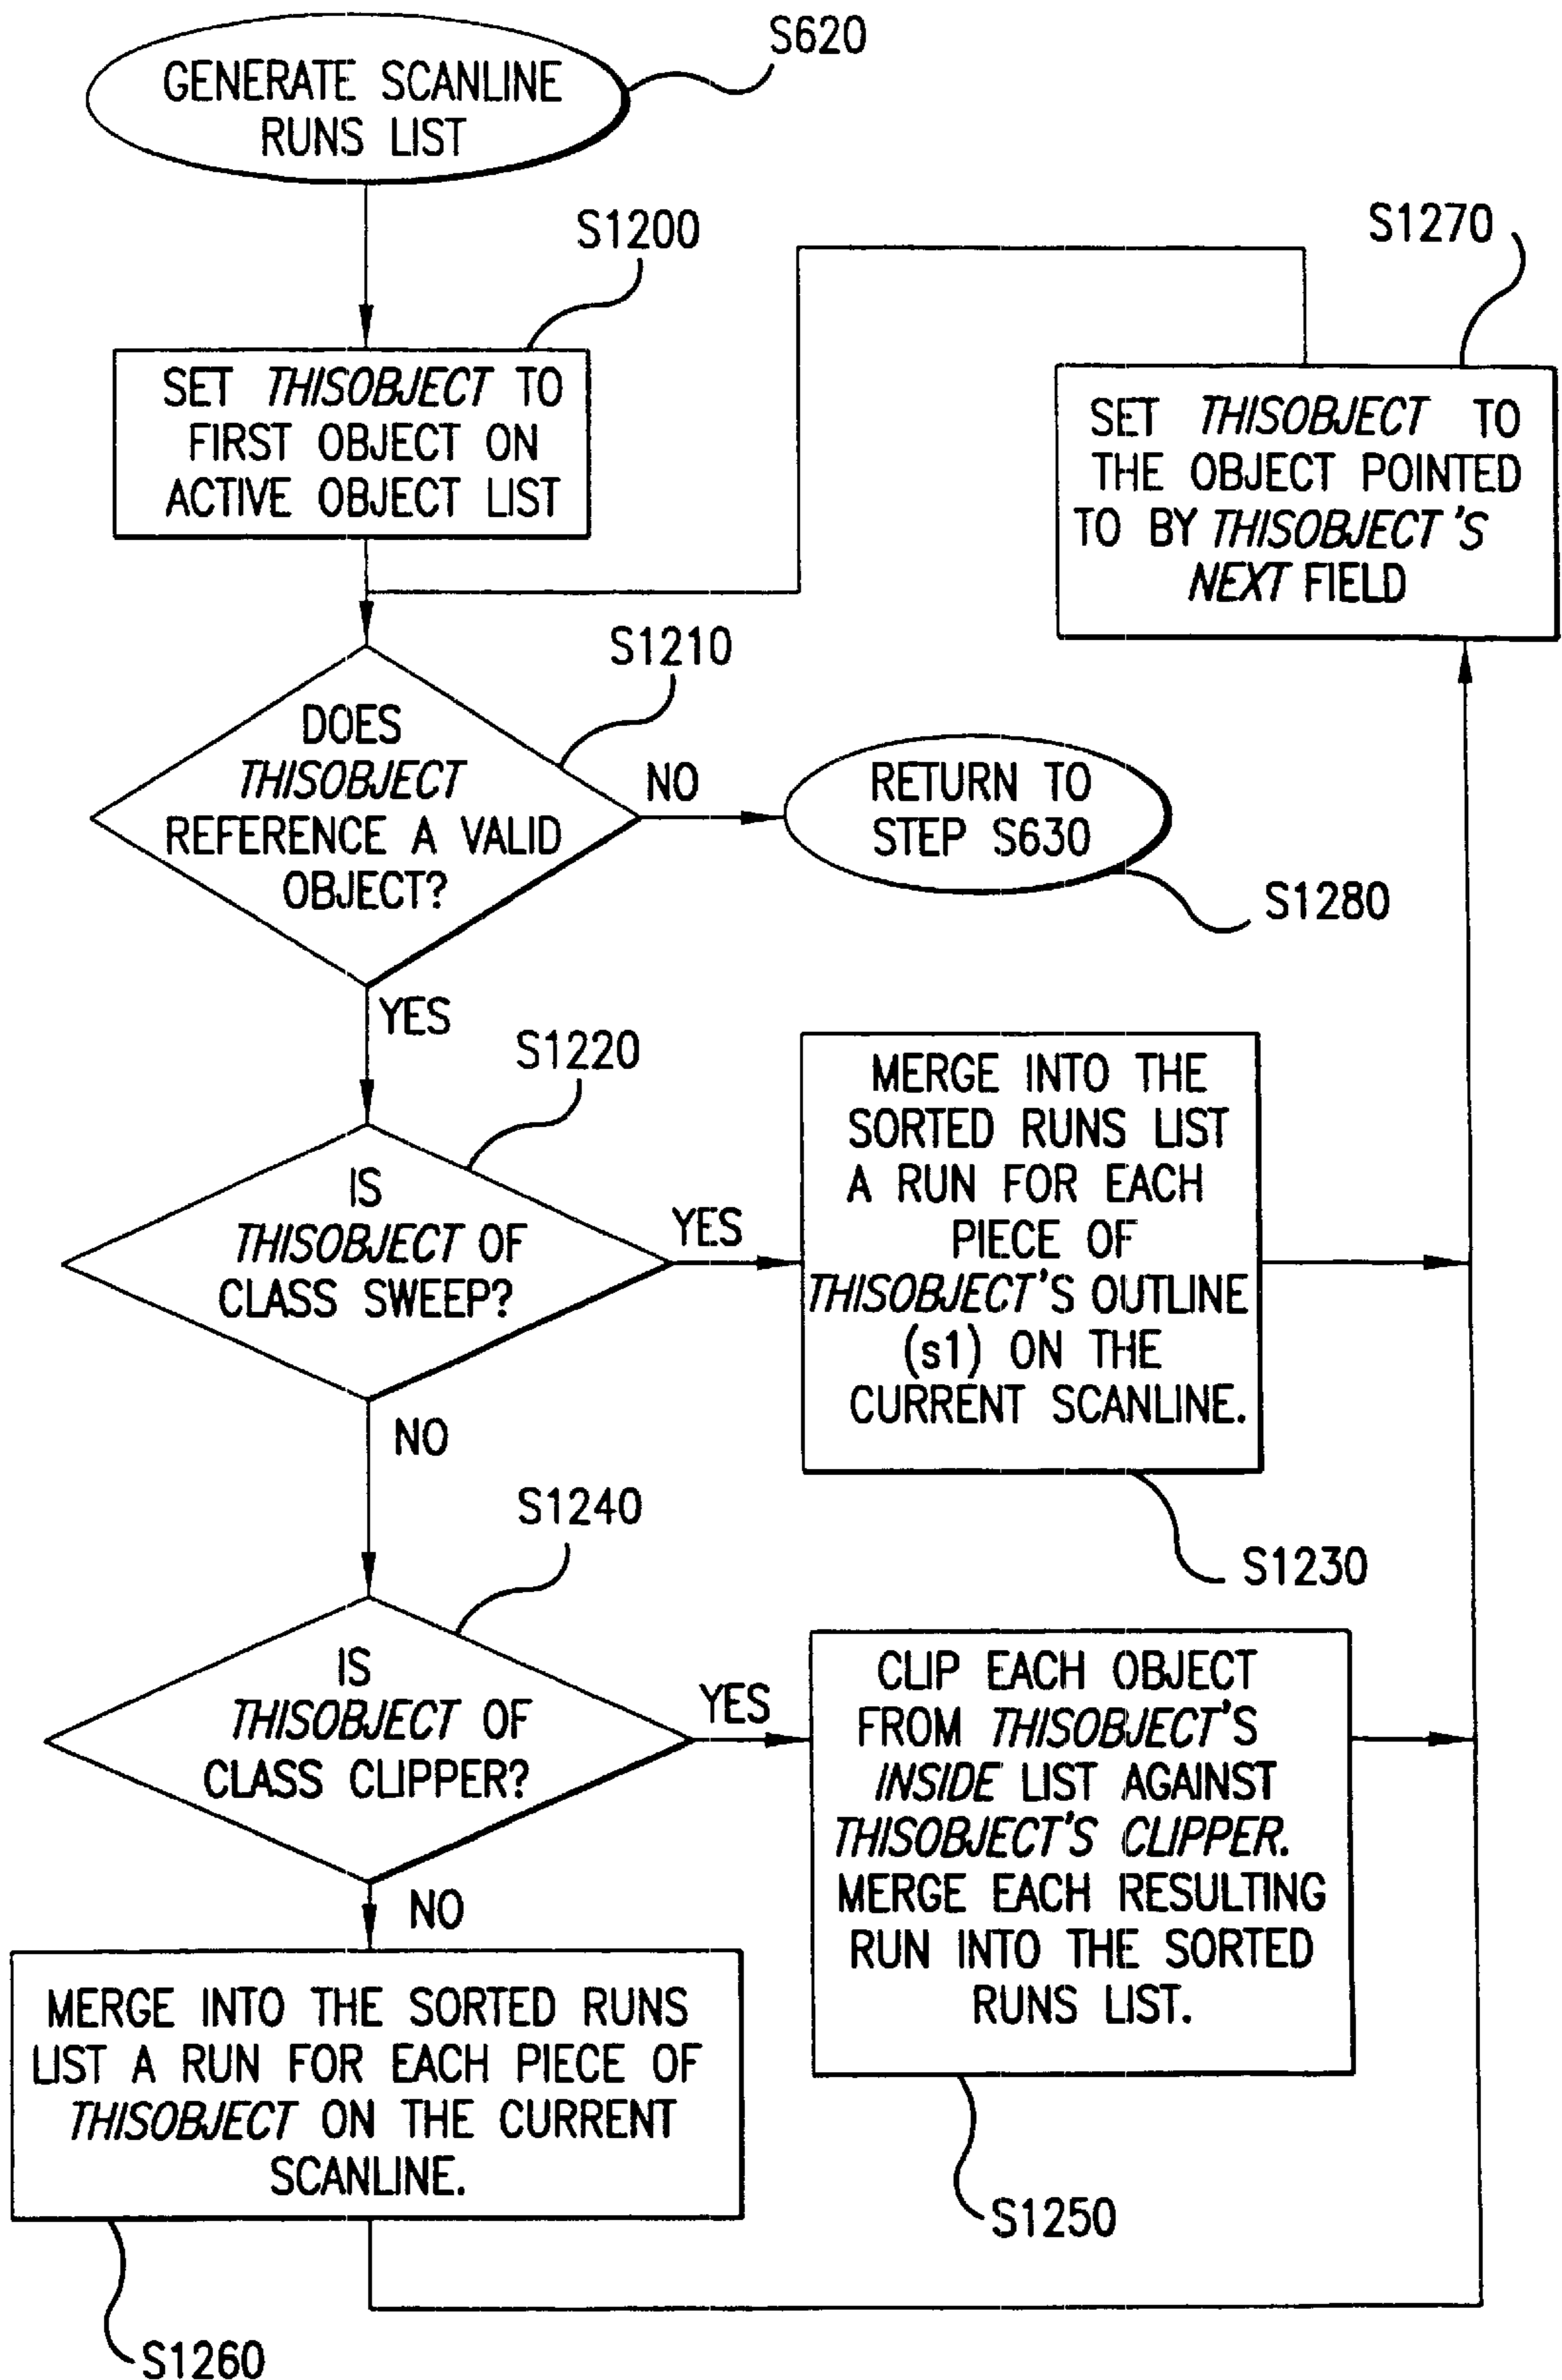 S620
GENERATE SCANLINE
RUNS LIST
S1200
SET THISOBJECT TO
FIRST OBJECT ON
ACTIVE OBJECT LIST
S1270
SET THISOBJECT TO
THE OBJECT POINTED
TO BY THISOBJECT'S
NEXT FIELD
S1210
DOES
THISOBJECT
REFERENCE A VALID
OBJECT?
NO
RETURN TO
STEP S630
S1280
YES
S1220
IS
THISOBJECT OF
CLASS SWEEP?
YES
MERGE INTO THE
SORTED RUNS LIST
A RUN FOR EACH
PIECE OF
THISOBJECT'S OUTLINE
(s1) ON THE
CURRENT SCANLINE.
S1230
NO
S1240
IS
THISOBJECT OF
CLASS CLIPPER?
YES
CLIP EACH OBJECT
FROM THISOBJECT'S
INSIDE LIST AGAINST
THISOBJECT'S CLIPPER.
MERGE EACH RESULTING
RUN INTO THE SORTED
RUNS LIST.
S1250
NO
MERGE INTO THE SORTED RUNS
LIST A RUN FOR EACH PIECE OF
THISOBJECT ON THE CURRENT
SCANLINE.
S1260